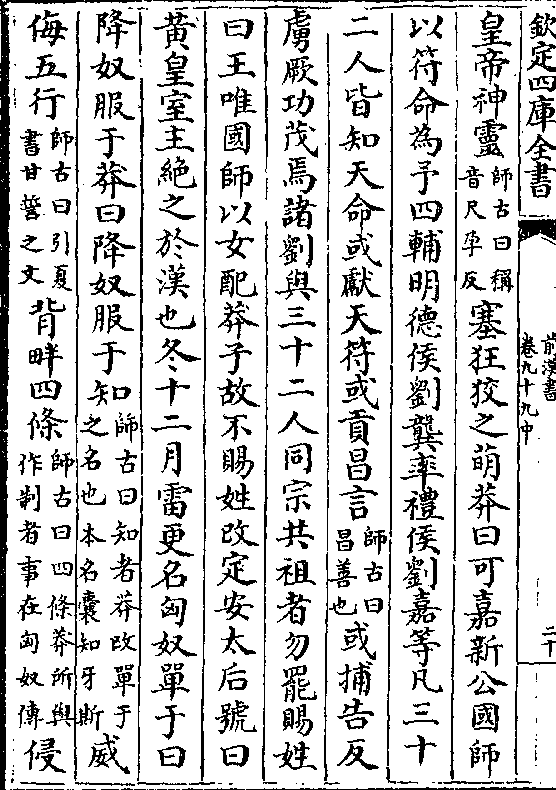 欽定四庫全書
前漢書
卷九十九中
二十
皇帝神靈師古曰稱音尺孕反塞狂狡之萌莽曰可嘉新公國師
以符命為予四輔明德侯劉龔率禮侯劉嘉等凡三十
二人皆知天命或獻天符或貢昌言師古曰昌善也或捕告反
虜厥功茂焉諸劉與三十二人同宗共祖者勿罷賜姓
曰王唯國師以女配莽子故不賜姓改定安太后號曰
黃皇室主絶之於漢也冬十二月雷更名匈奴單于曰
降奴服于莽曰降奴服于知師古曰知者莽改單于之名也本名囊知牙斯威
侮五行師古曰引夏書甘誓之文背畔四條師古曰四條莽所與作制者事在匈奴傳侵